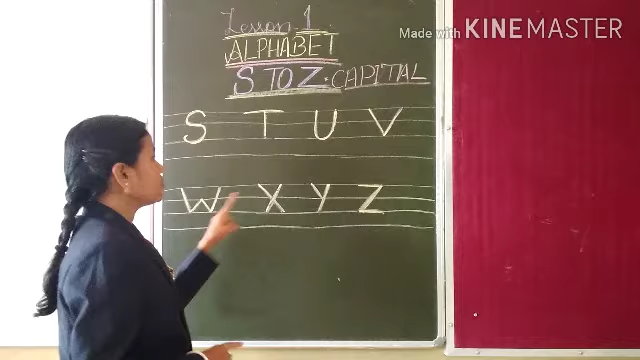 Lesson. 1
ALPHABET
S TO Z. CAPITAL
S T U V
W X Y Z
Made with KINEMASTER